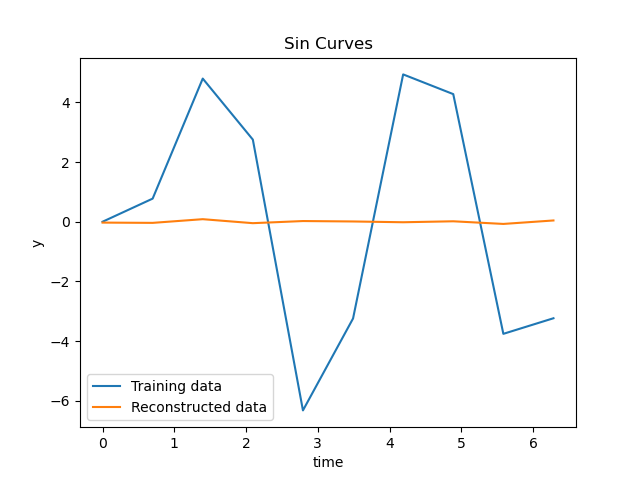 Sin Curves
y
4
2
0
−2
−4
−6
Training data
Reconstructed data
0 1 2 3 4 5 6
time